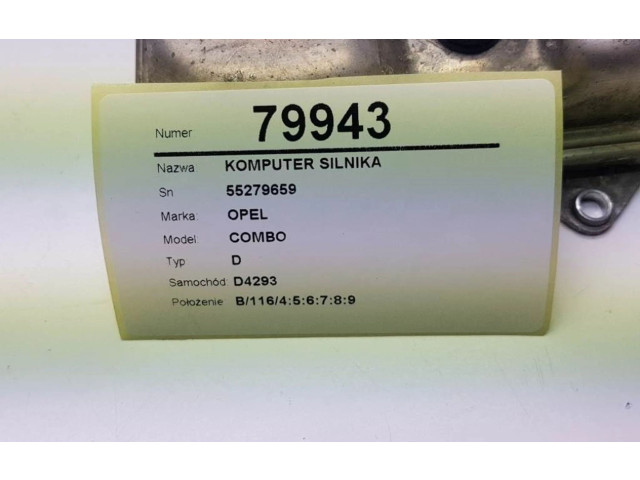 Numer 79943
Nazwa KOMPUTER SILNIKA
Sn 55279659
Marka: OPEL
Model: COMBO
Typ D
Samochód D4293
Położenie B/116/4:5:6:7:8:9